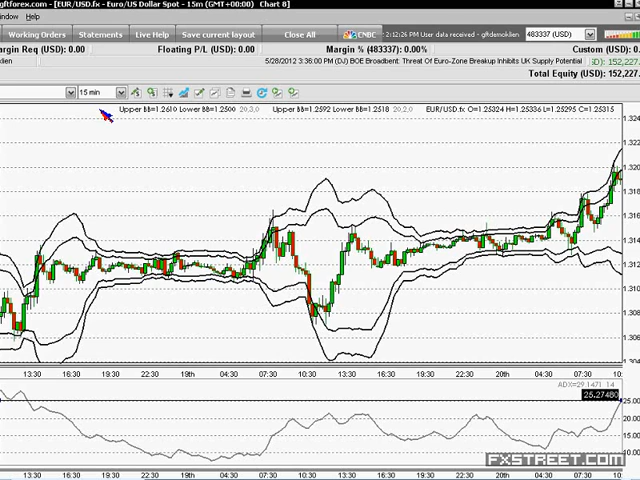 gftforex.com - [EUR/USD.fx - Euro/US Dollar Spot - 15m (GMT+00:00) Chart 8]
indow Help
Working Orders Statements Live Help Save current layout Close All CNBC 2:12:26 PM User data received - gftdemoklien 483337 (USD)
argin Req (USD): 0.00 Floating P/L (USD): 0.00 Margin % (483337): 0.00% Custom (USD): 0.0
klien 5/28/2012 3:36:00 PM (DJ) BOE Broadbent: Threat Of Euro-Zone Breakup Inhibits UK Supply Potential 152,227.
Total Equity (USD): 152,227.
15 min
Upper BB=1.2610 Lower BB=1.2500 20,3,0 Upper BB=1.2592 Lower BB=1.2518 20,2,0 EUR/USD.fx O=1.25324 H=1.25336 L=1.25295 C=1.25315
1.324
1.320
1.318
1.316
1.314
1.312
1.310
1.308
1.306
1.304
13:30 16:30 19:30 22:30 19th 04:30 07:30 10:30 13:30 16:30 19:30 22:30 20th 04:30 07:30 10:
ADX=29.1471 14
25.27480
25.00
20.00
15.00
10.00
FXSTREET.COM
13:30 16:30 19:30 22:30 19th 04:30 07:30 10:30 13:30 16:30 19:30 22:30 20th 04:30 07:30 10: